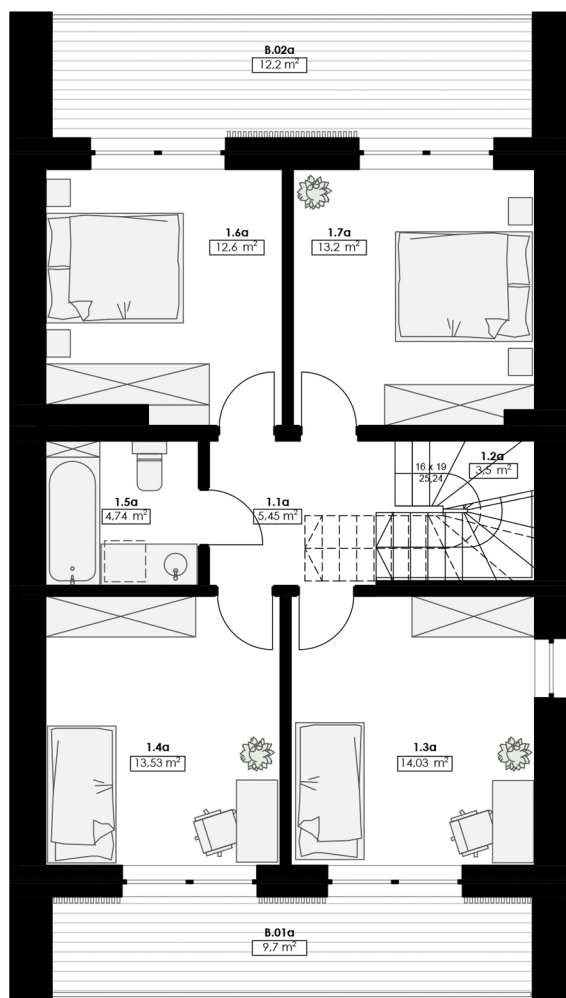 B.02a
12,2 m²
1.6a
12,6 m²
1.7a
13,2 m²
1.5a
4,74 m²
1.1a
5,45 m²
16 x 19
25,24
1.2a
3,5 m²
1.4a
13,53 m²
1.3a
14,03 m²
B.01a
9,7 m²